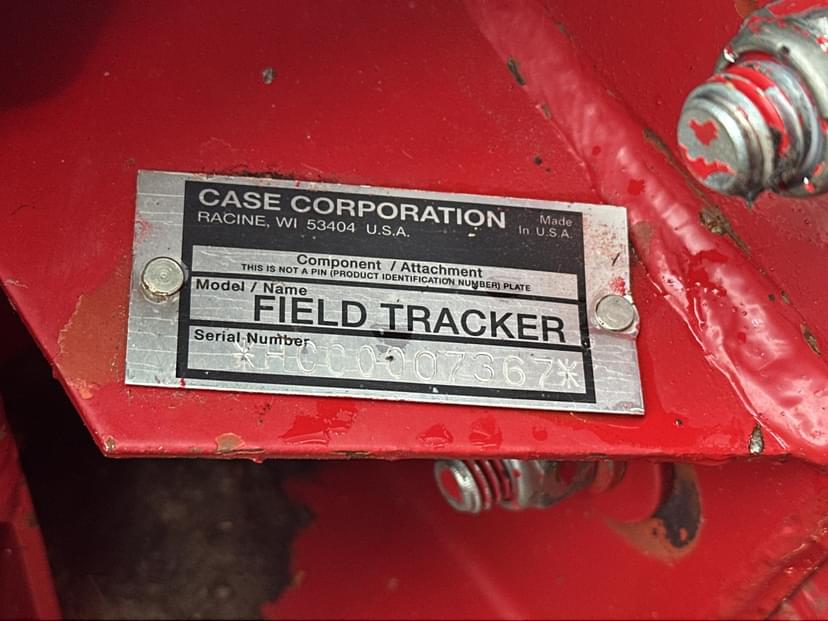 CASE CORPORATION
RACINE, WI 53404 U.S.A.
Made
In U.S.A.
Component / Attachment
THIS IS NOT A PIN (PRODUCT IDENTIFICATION NUMBER) PLATE
Model / Name
FIELD TRACKER
Serial Number
*HCC0007367*